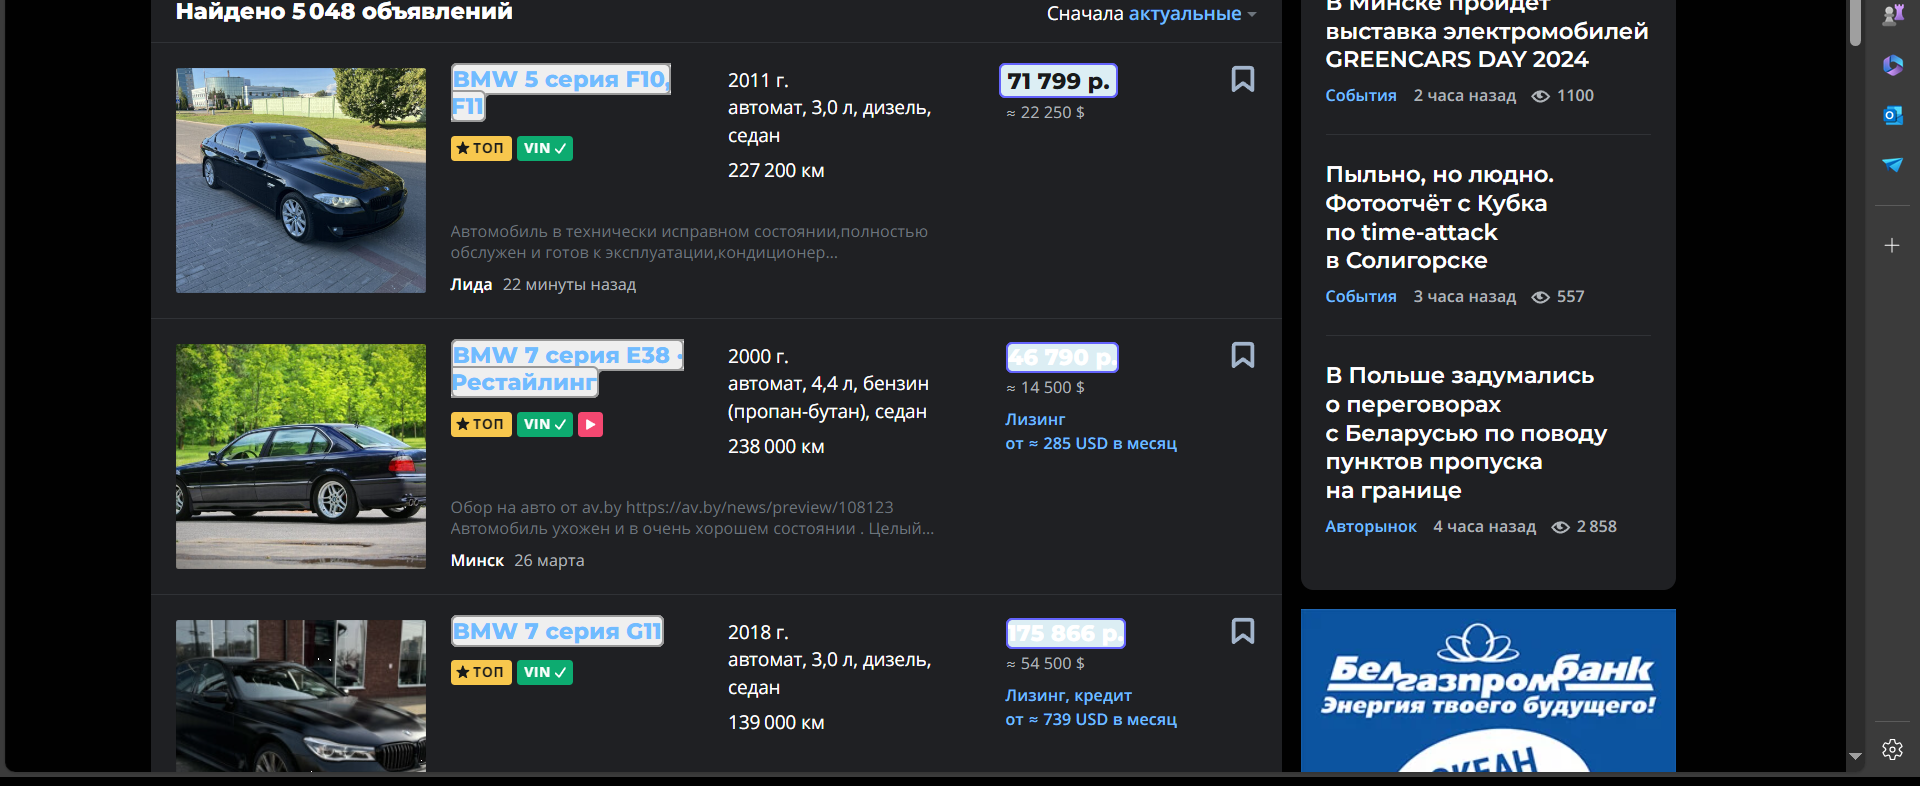 Найдено 5 048 объявлений
Сначала актуальные
BMW 5 серия F10,
F11
ТОП VIN
2011 г.
автомат, 3,0 л, дизель,
седан
227 200 км
71 799 р.
≈ 22 250 $
Автомобиль в технически исправном состоянии,полностью
обслужен и готов к эксплуатации,кондиционер...
Лида 22 минуты назад
BMW 7 серия E38 ·
Рестайлинг
ТОП VIN
2000 г.
автомат, 4,4 л, бензин
(пропан-бутан), седан
238 000 км
46 790 р.
≈ 14 500 $
Лизинг
от ≈ 285 USD в месяц
Обор на авто от av.by https://av.by/news/preview/108123
Автомобиль ухожен и в очень хорошем состоянии . Целый...
Минск 26 марта
BMW 7 серия G11
ТОП VIN
2018 г.
автомат, 3,0 л, дизель,
седан
139 000 км
175 866 р.
≈ 54 500 $
Лизинг, кредит
от ≈ 739 USD в месяц
В Минске пройдет
выставка электромобилей
GREENCARS DAY 2024
События 2 часа назад 1100
Пыльно, но людно.
Фотоотчёт с Кубка
по time-attack
в Солигорске
События 3 часа назад 557
В Польше задумались
о переговорах
с Беларусью по поводу
пунктов пропуска
на границе
Авторынок 4 часа назад 2 858
Белгазпромбанк
Энергия твоего будущего!
ОКЕАН